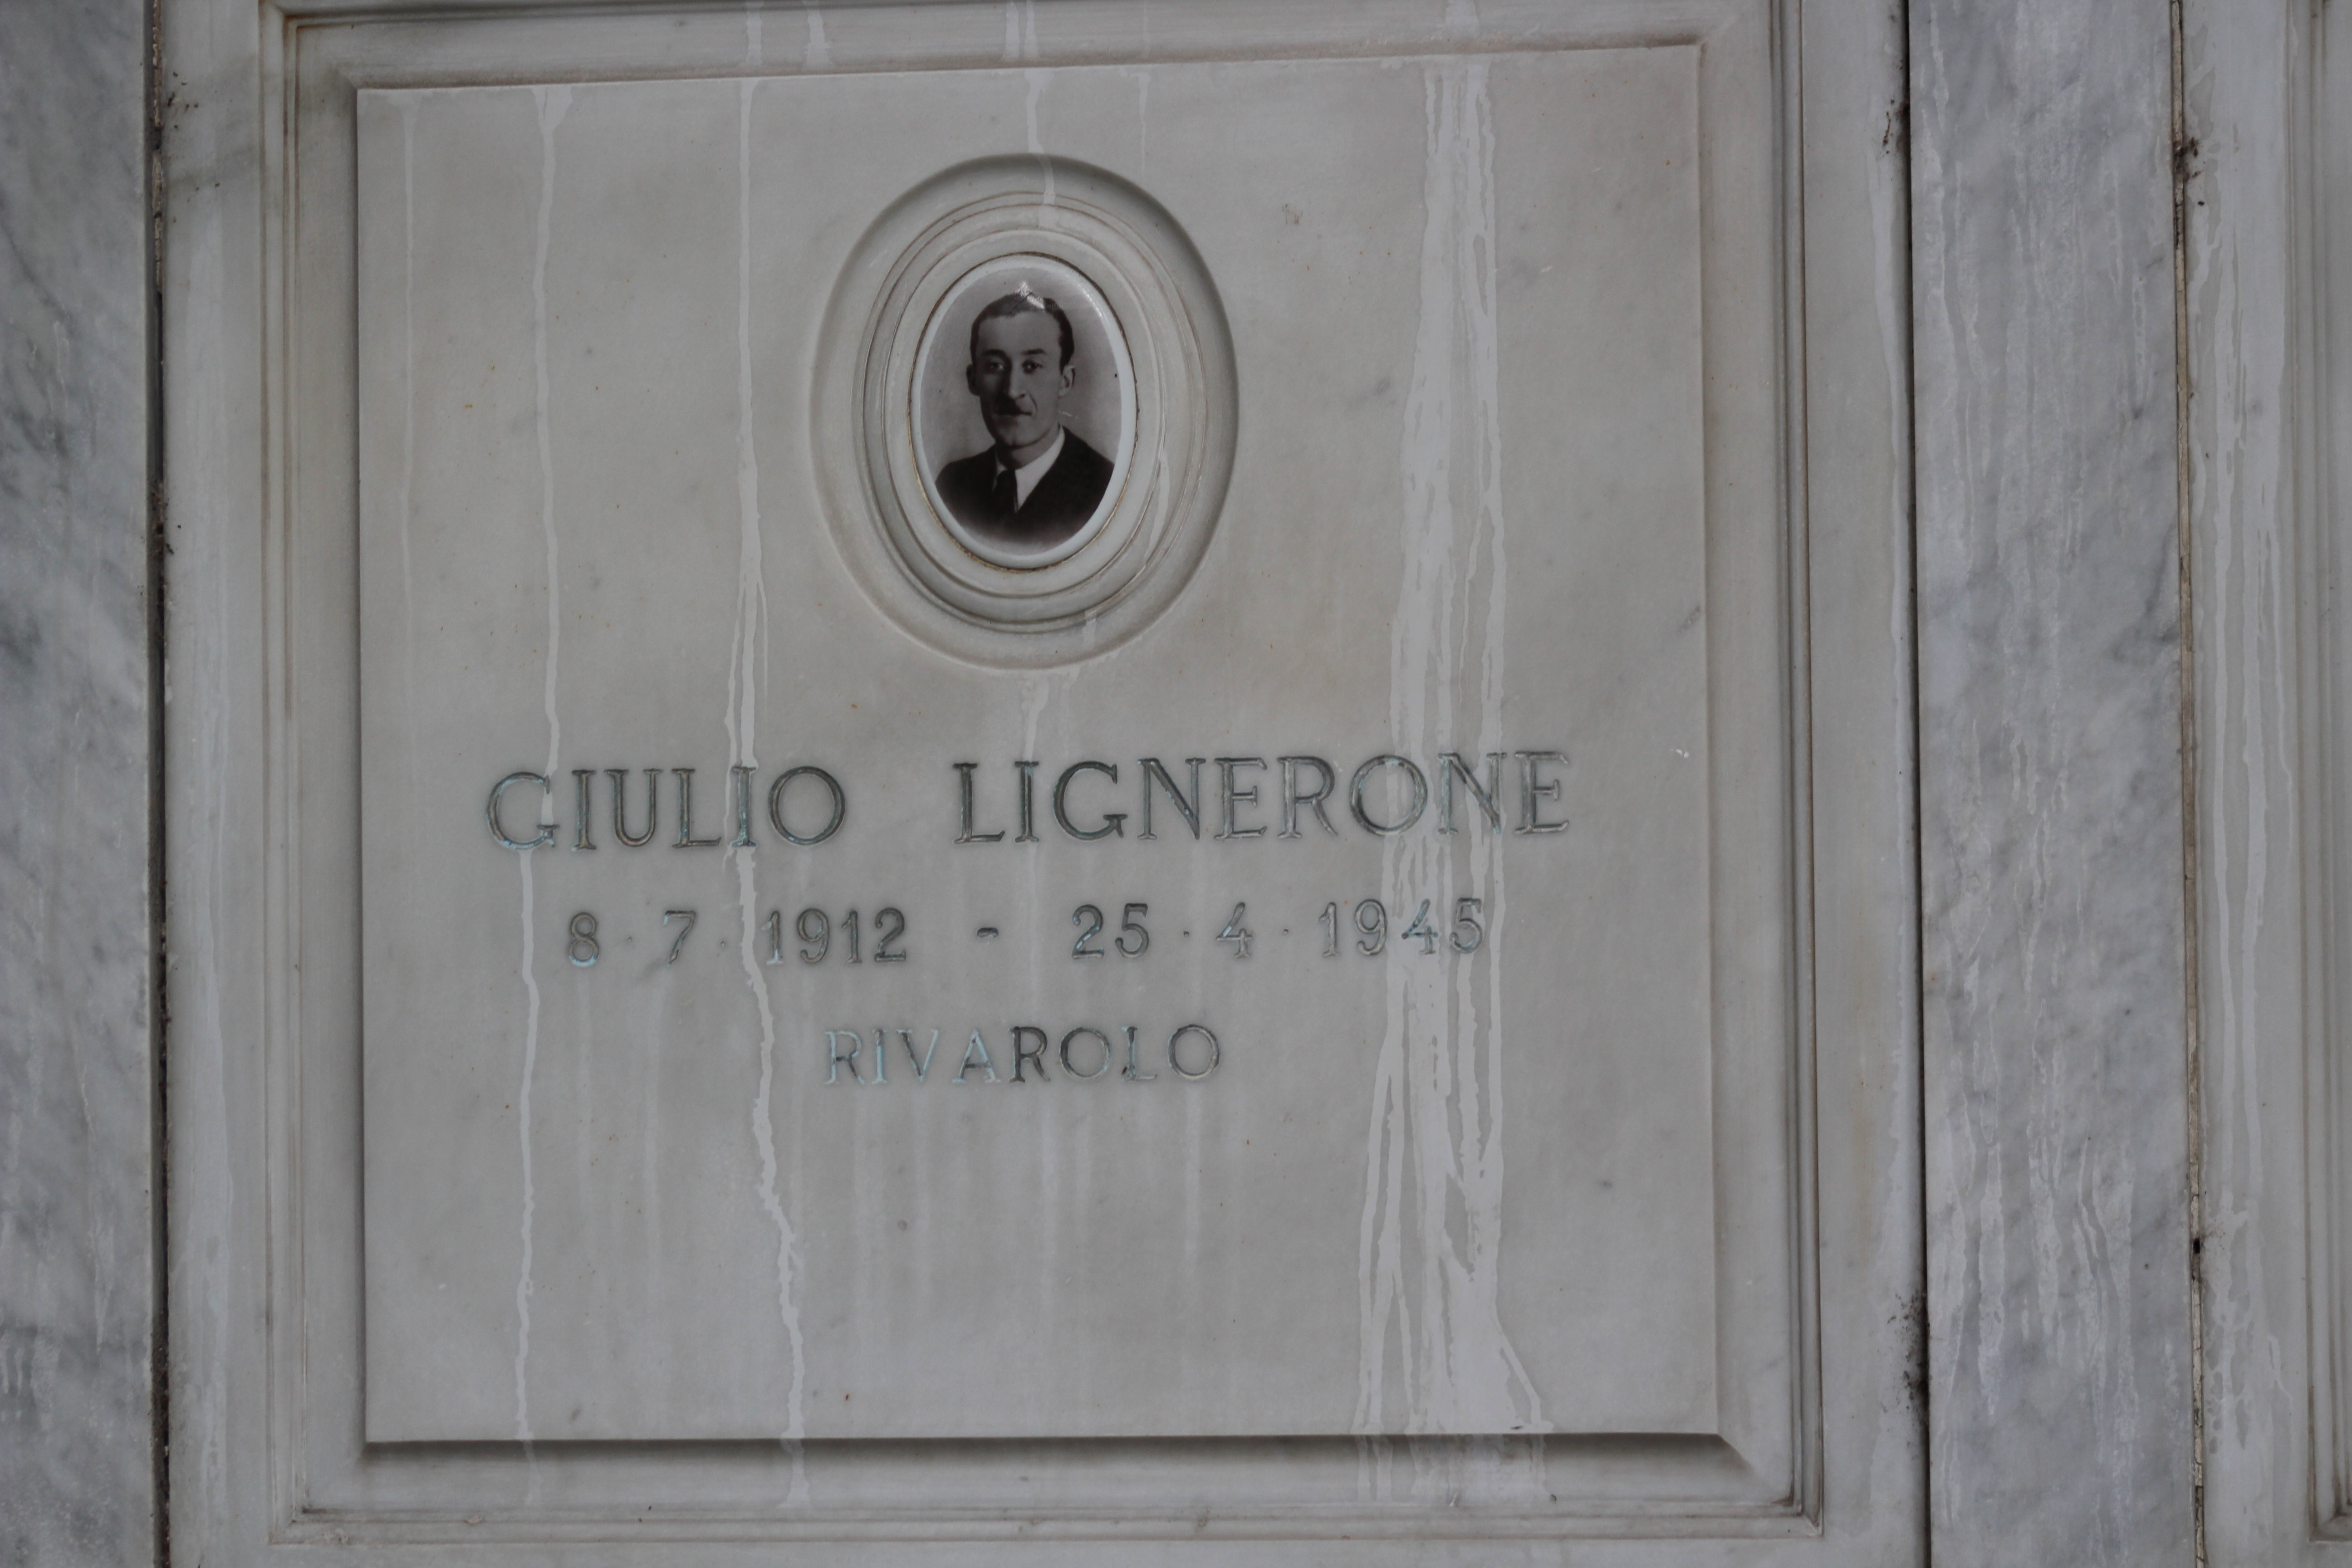 GIULIO LIGNERONE
8·7·1912 - 25·4·1945
RIVAROLO